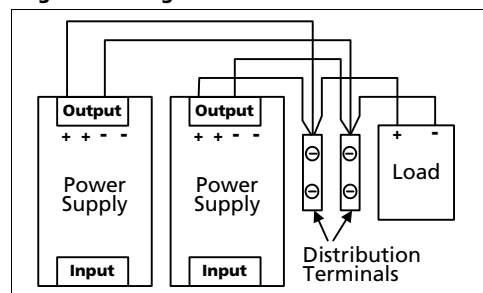 Output
+ + - -
Power
Supply
Input
Output
+ + - -
Power
Supply
Input
+ -
Load
Distribution
Terminals